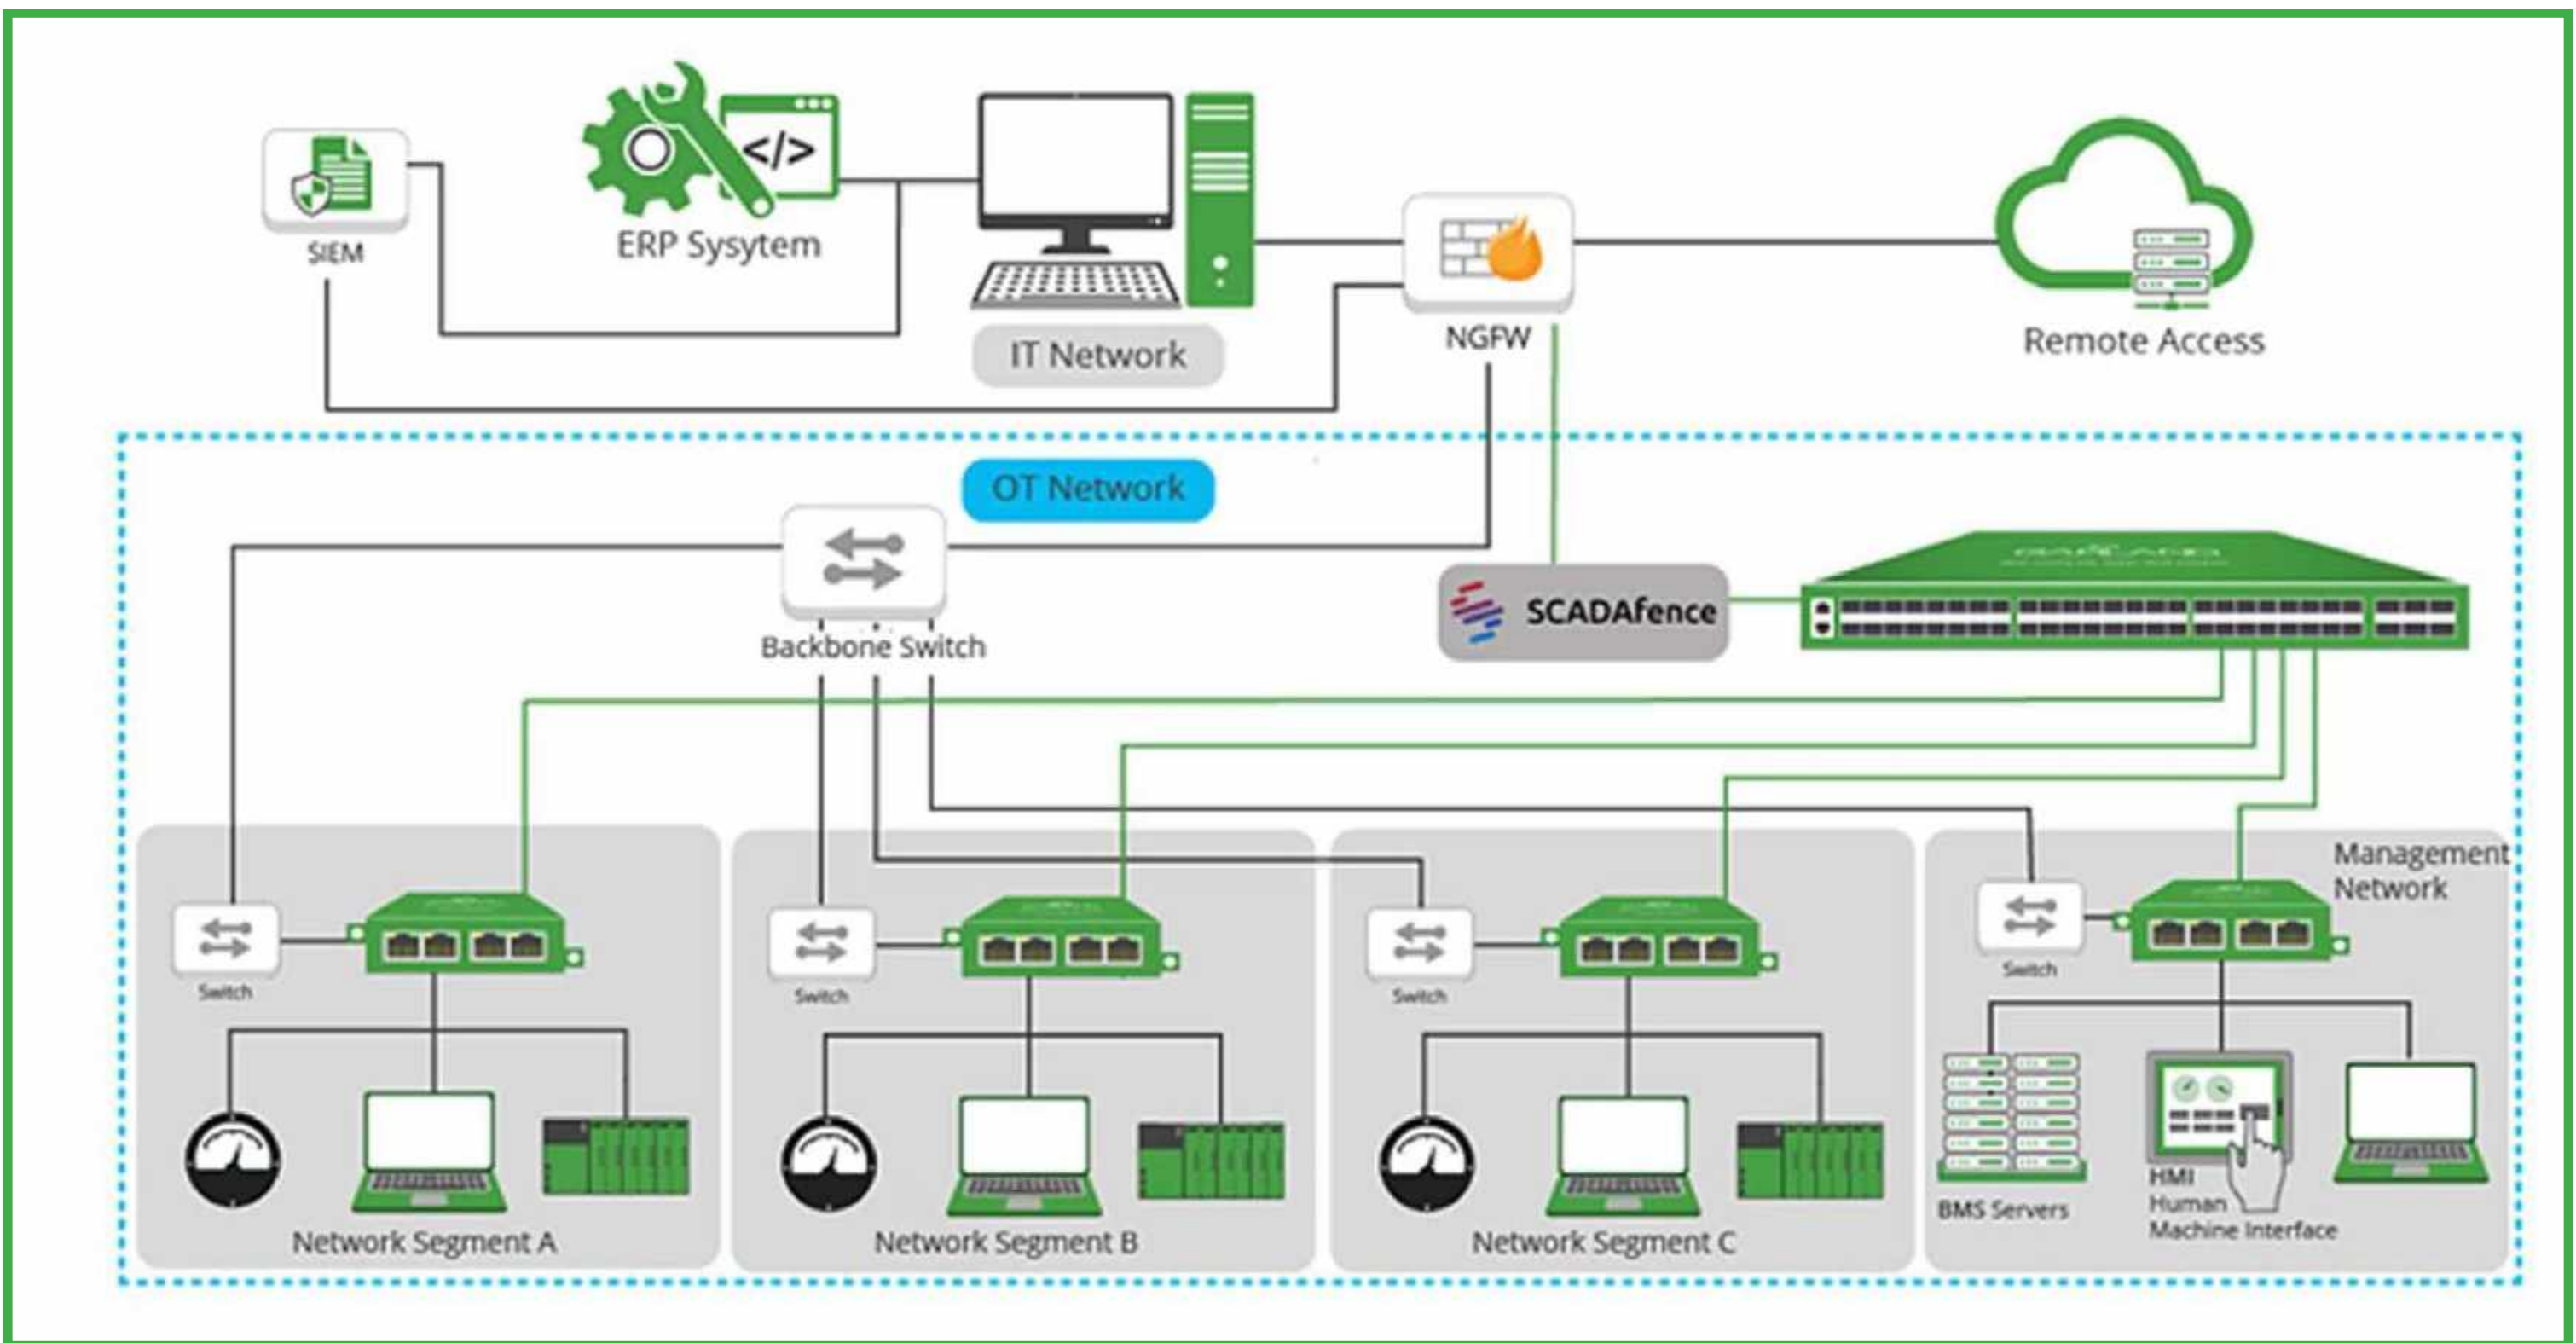 SIEM
ERP Sysytem
</>
IT Network
NGFW
Remote Access
OT Network
Backbone Switch
SCADAfence
Management
Network
Switch
Switch
Switch
Switch
Network Segment A
Network Segment B
Network Segment C
BMS Servers
HMI
Human
Machine Interface